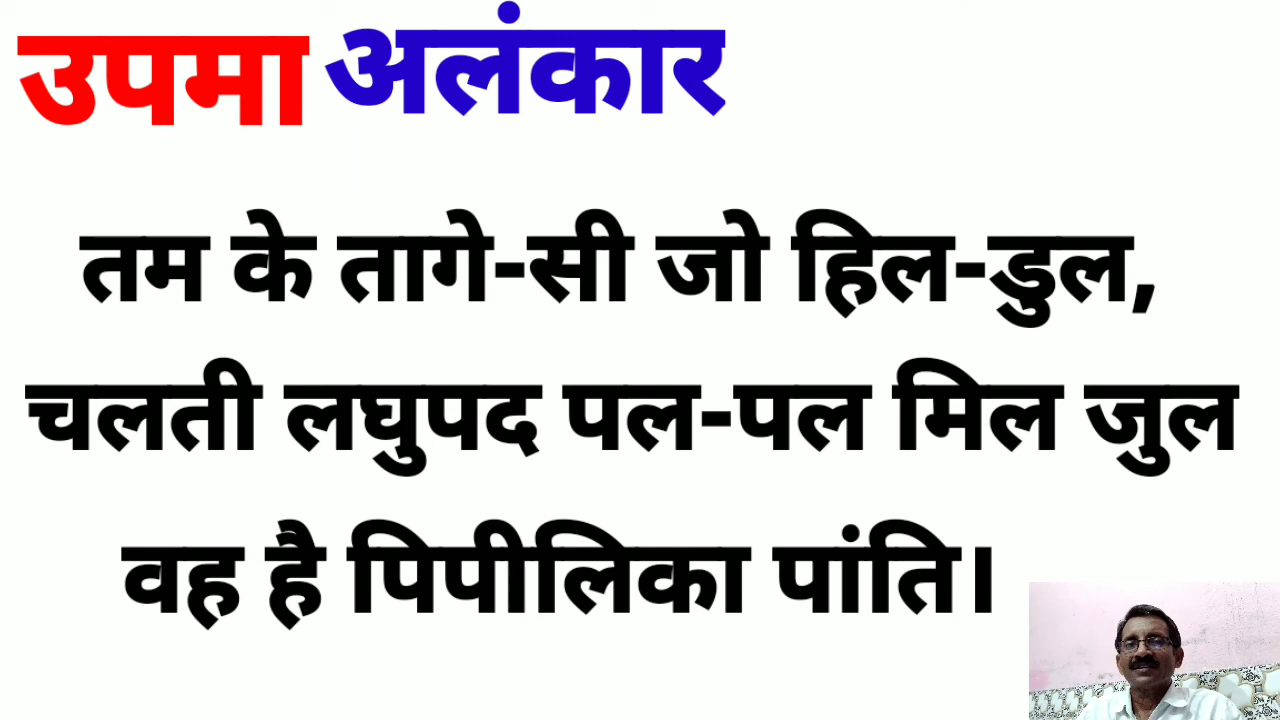 उपमा अलंकार
तम के तागे-सी जो हिल-डुल,
चलती लघुपद पल-पल मिल जुल
वह है पिपीलिका पांति।